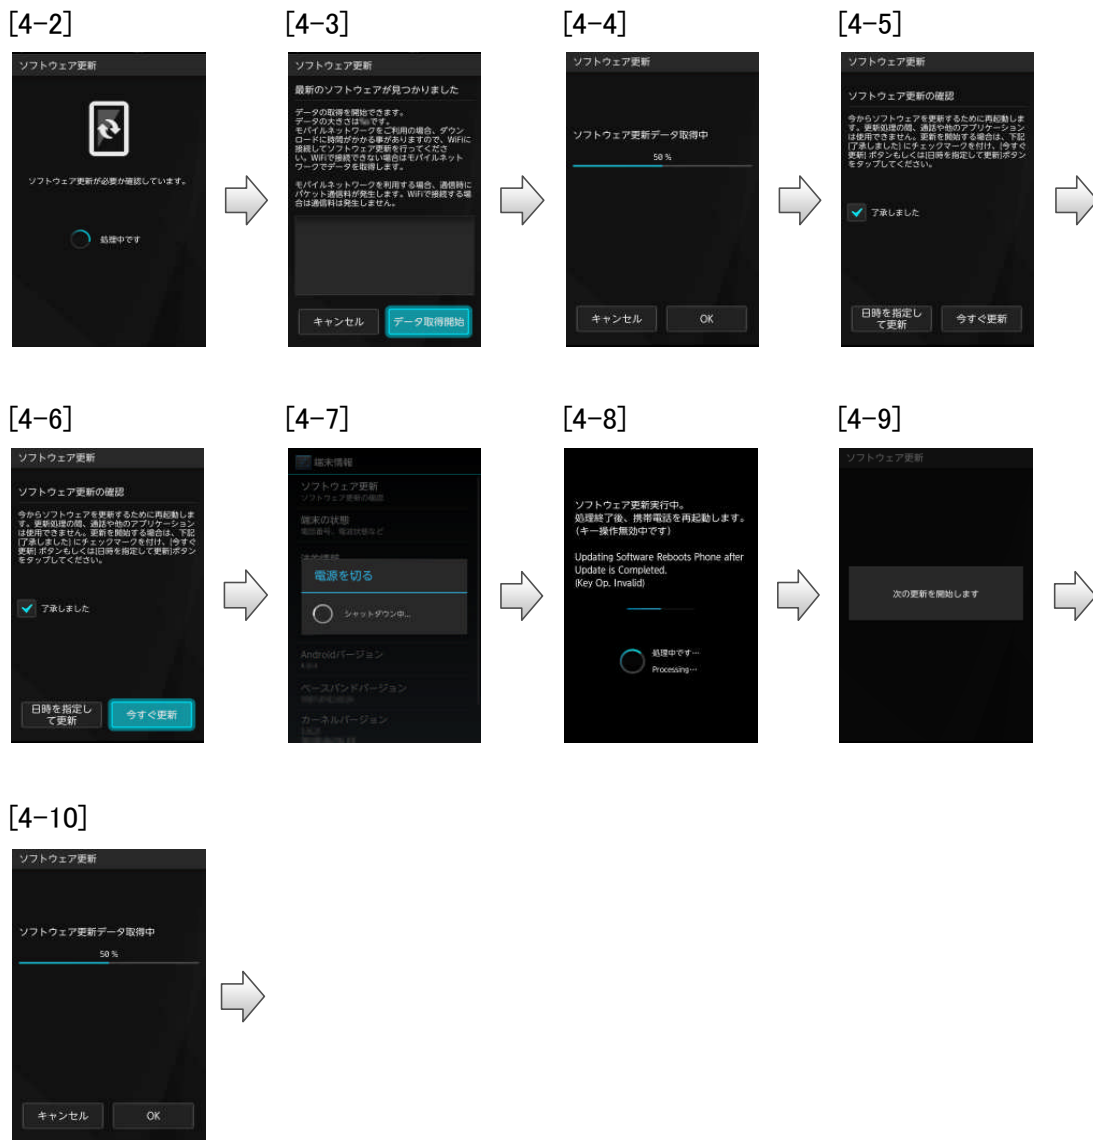 [4-2]
ソフトウェア更新
ソフトウェア更新が必要か確認しています。
処理中です
[4-3]
ソフトウェア更新
最新のソフトウェアが見つかりました
データの取得を開始できます。
データの大きさは
です。
モバイルネットワークをご利用の場合、ダウン
ロードに時間がかかる事がありますので、WiFiに
接続してソフトウェア更新を行ってくださ
い。WiFiで接続できない場合はモバイルネット
ワークでデータを取得します。
モバイルネットワークを利用する場合、通信時に
パケット通信料が発生します。WiFiで接続する場
合は通信料は発生しません。
キャンセル
データ取得開始
[4-4]
ソフトウェア更新
ソフトウェア更新データ取得中
50 %
キャンセル
OK
[4-5]
ソフトウェア更新
ソフトウェア更新の確認
今からソフトウェアを更新するために再起動しま
す。更新処理の間、通話や他のアプリケーション
は使用できません。更新を開始する場合は、下記
[了承しました] にチェックマークを付け、[今すぐ
更新] ボタンもしくは[日時を指定して更新]ボタン
をタップしてください。
了承しました
日時を指定し
て更新
今すぐ更新
[4-6]
ソフトウェア更新
ソフトウェア更新の確認
今からソフトウェアを更新するために再起動しま
す。更新処理の間、通話や他のアプリケーション
は使用できません。更新を開始する場合は、下記
[了承しました] にチェックマークを付け、[今すぐ
更新] ボタンもしくは[日時を指定して更新]ボタン
をタップしてください。
了承しました
日時を指定し
て更新
今すぐ更新
[4-7]
端末情報
ソフトウェア更新
ソフトウェア更新の確認
端末の状態
電話番号、電波状態など
法的情報
電源を切る
シャットダウン中...
Androidバージョン
ベースバンドバージョン
カーネルバージョン
[4-8]
ソフトウェア更新実行中。
処理終了後、携帯電話を再起動します。
(キー操作無効中です)
Updating Software Reboots Phone after
Update is Completed.
(Key Op. Invalid)
処理中です…
Processing…
[4-9]
ソフトウェア更新
次の更新を開始します
[4-10]
ソフトウェア更新
ソフトウェア更新データ取得中
50 %
キャンセル
OK